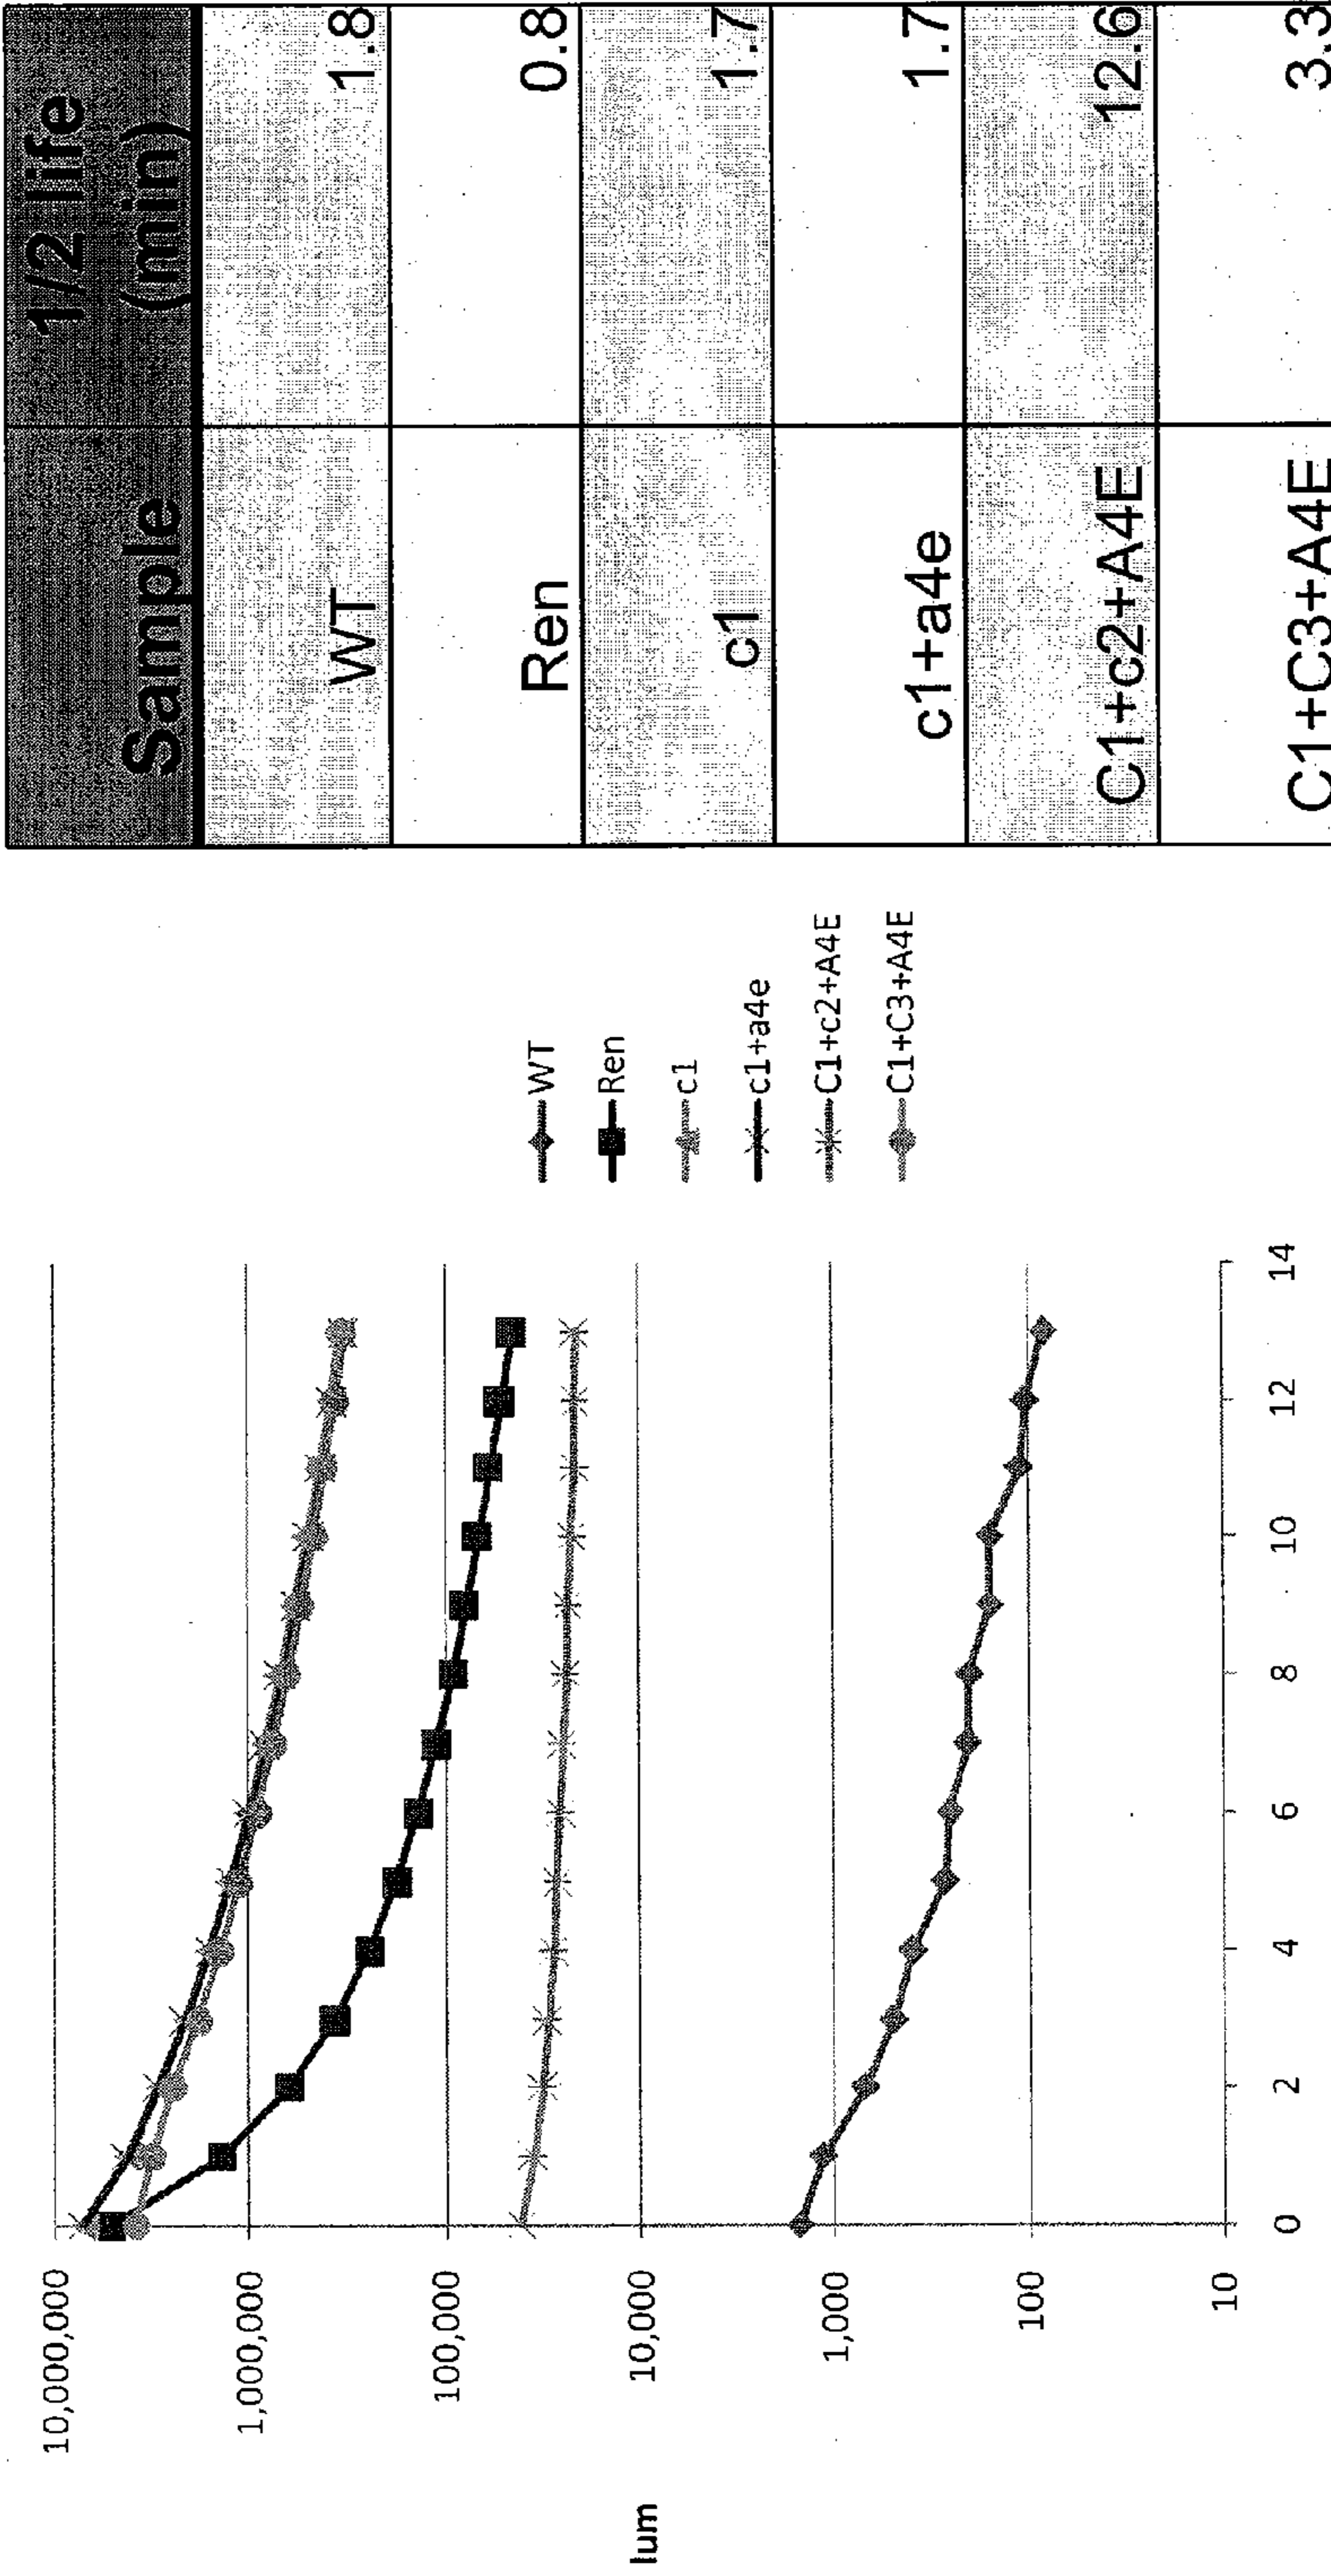 lum
10,000,000
1,000,000
100,000
10,000
1,000
100
10
0 2 4 6 8 10 12 14
WT
Ren
c1
c1+a4e
C1+c2+A4E
C1+C3+A4E
Sample 1/2 life
(min)
WT 1.8
Ren 0.8
c1 1.7
c1+a4e 1.7
C1+c2+A4E 12.6
C1+C3+A4E 3.3